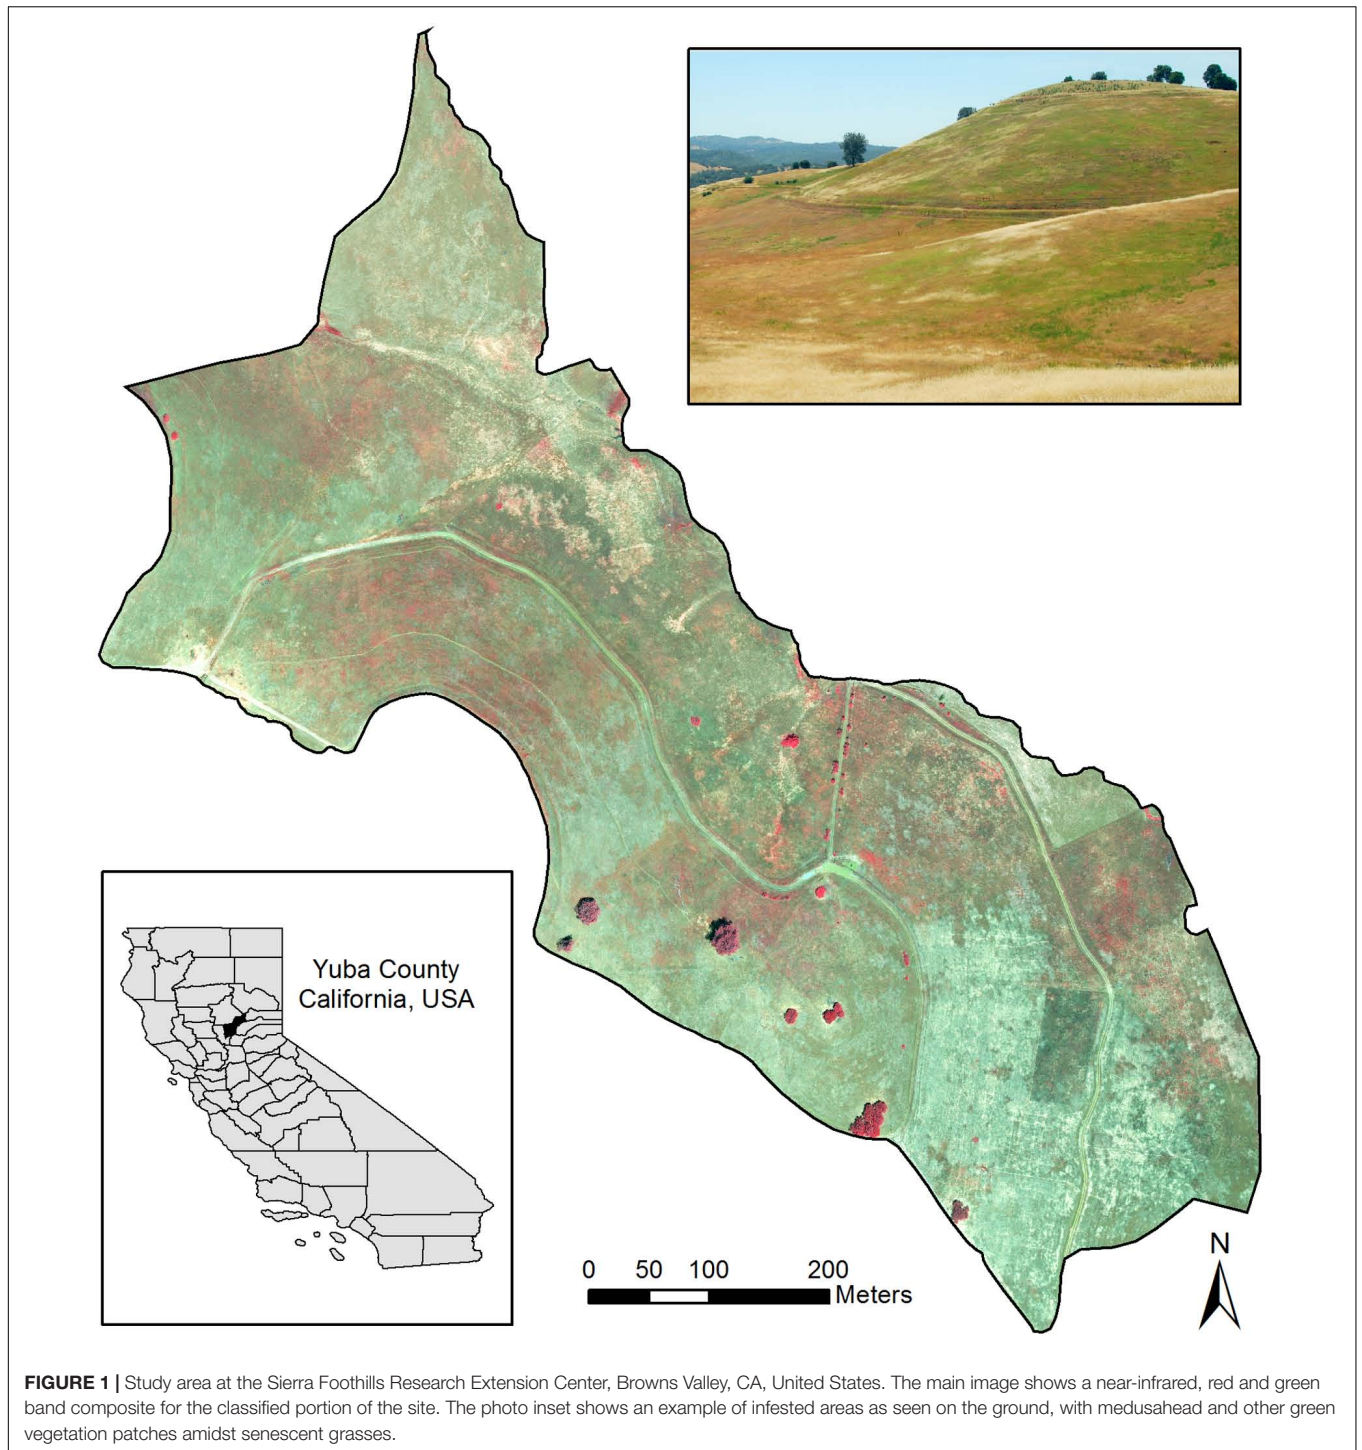 Yuba County
California, USA
N
0 50 100 200
Meters
FIGURE 1 | Study area at the Sierra Foothills Research Extension Center, Browns Valley, CA, United States. The main image shows a near-infrared, red and green
band composite for the classified portion of the site. The photo inset shows an example of infested areas as seen on the ground, with medusahead and other green
vegetation patches amidst senescent grasses.